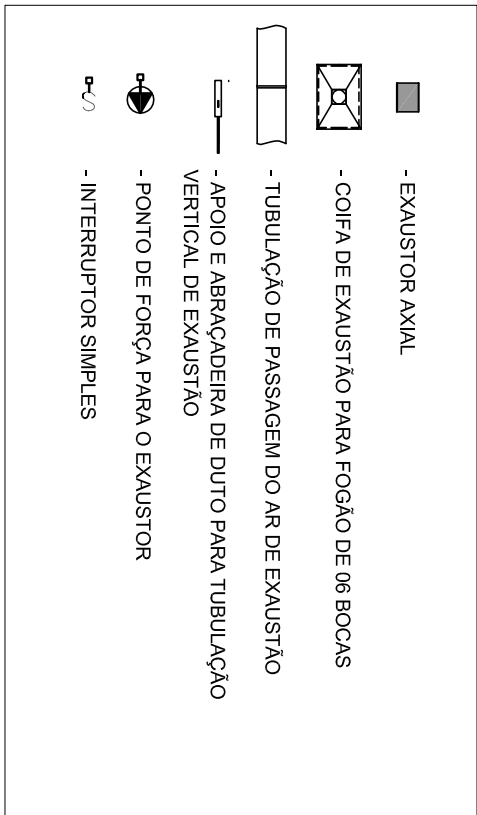 - EXAUSTOR AXIAL
- COIFA DE EXAUSTÃO PARA FOGÃO DE 06 BOCAS
- TUBULAÇÃO DE PASSAGEM DO AR DE EXAUSTÃO
- APOIO E ABRAÇADEIRA DE DUTO PARA TUBULAÇÃO
VERTICAL DE EXAUSTÃO
- PONTO DE FORÇA PARA O EXAUSTOR
- INTERRUPTOR SIMPLES